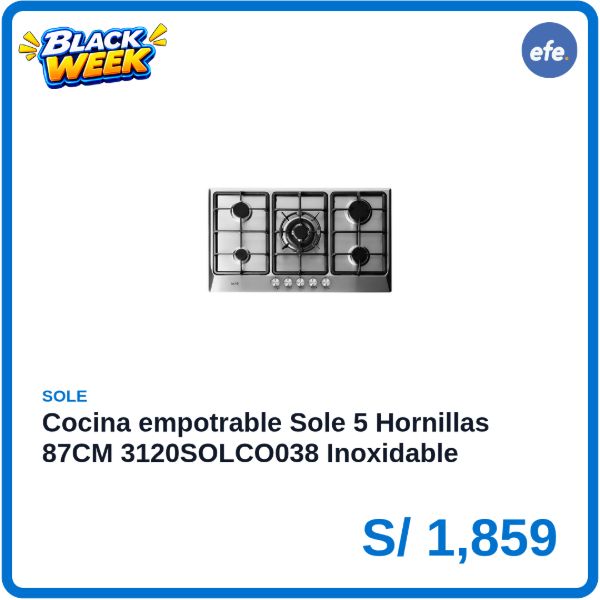 BLACK
WEEK
efe.
SOLE
Cocina empotrable Sole 5 Hornillas
87CM 3120SOLCO038 Inoxidable
S/ 1,859